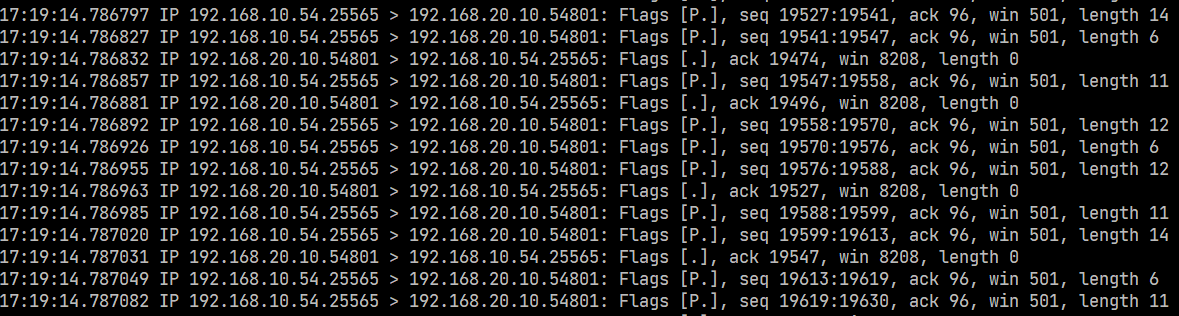 17:19:14.786797 IP 192.168.10.54.25565 > 192.168.20.10.54801: Flags [P.], seq 19527:19541, ack 96, win 501, length 14
17:19:14.786827 IP 192.168.10.54.25565 > 192.168.20.10.54801: Flags [P.], seq 19541:19547, ack 96, win 501, length 6
17:19:14.786832 IP 192.168.20.10.54801 > 192.168.10.54.25565: Flags [.], ack 19474, win 8208, length 0
17:19:14.786857 IP 192.168.10.54.25565 > 192.168.20.10.54801: Flags [P.], seq 19547:19558, ack 96, win 501, length 11
17:19:14.786881 IP 192.168.20.10.54801 > 192.168.10.54.25565: Flags [.], ack 19496, win 8208, length 0
17:19:14.786892 IP 192.168.10.54.25565 > 192.168.20.10.54801: Flags [P.], seq 19558:19570, ack 96, win 501, length 12
17:19:14.786926 IP 192.168.10.54.25565 > 192.168.20.10.54801: Flags [P.], seq 19570:19576, ack 96, win 501, length 6
17:19:14.786955 IP 192.168.10.54.25565 > 192.168.20.10.54801: Flags [P.], seq 19576:19588, ack 96, win 501, length 12
17:19:14.786963 IP 192.168.20.10.54801 > 192.168.10.54.25565: Flags [.], ack 19527, win 8208, length 0
17:19:14.786985 IP 192.168.10.54.25565 > 192.168.20.10.54801: Flags [P.], seq 19588:19599, ack 96, win 501, length 11
17:19:14.787020 IP 192.168.10.54.25565 > 192.168.20.10.54801: Flags [P.], seq 19599:19613, ack 96, win 501, length 14
17:19:14.787031 IP 192.168.20.10.54801 > 192.168.10.54.25565: Flags [.], ack 19547, win 8208, length 0
17:19:14.787049 IP 192.168.10.54.25565 > 192.168.20.10.54801: Flags [P.], seq 19613:19619, ack 96, win 501, length 6
17:19:14.787082 IP 192.168.10.54.25565 > 192.168.20.10.54801: Flags [P.], seq 19619:19630, ack 96, win 501, length 11